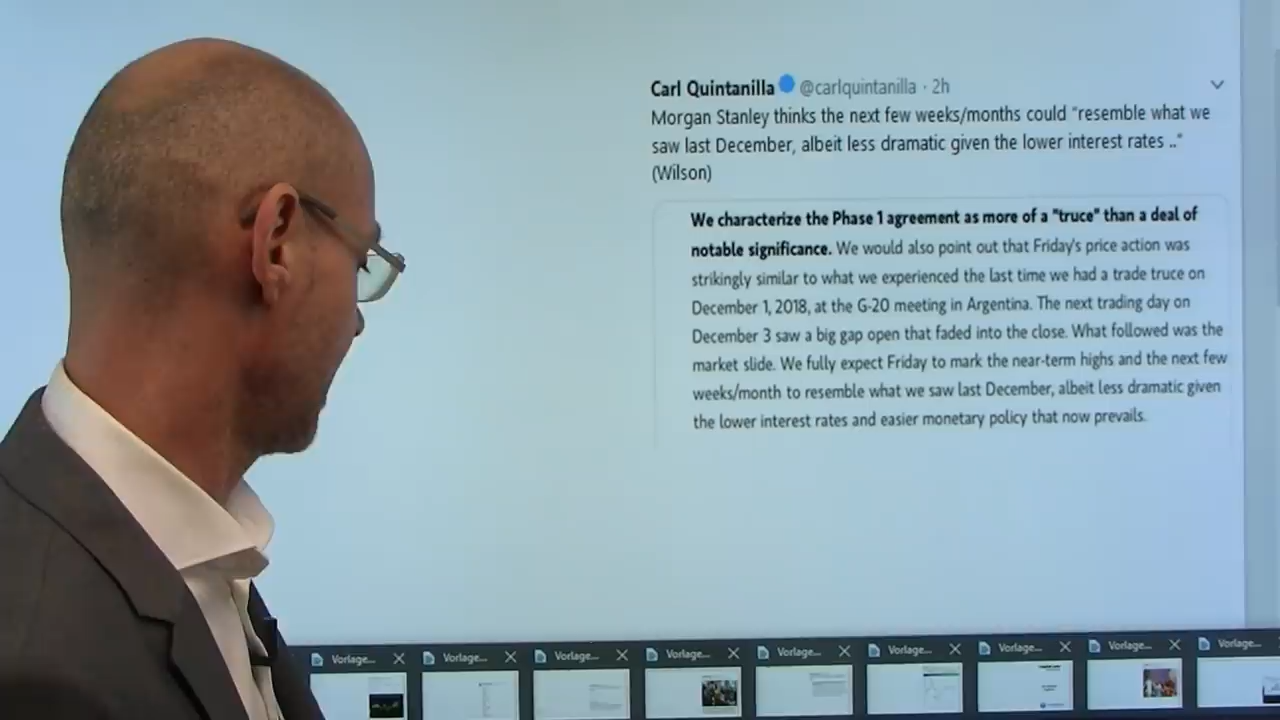 Carl Quintanilla @carlquintanilla · 2h
Morgan Stanley thinks the next few weeks/months could "resemble what we
saw last December, albeit less dramatic given the lower interest rates .."
(Wilson)
We characterize the Phase 1 agreement as more of a "truce" than a deal of
notable significance. We would also point out that Friday's price action was
strikingly similar to what we experienced the last time we had a trade truce on
December 1, 2018, at the G-20 meeting in Argentina. The next trading day on
December 3 saw a big gap open that faded into the close. What followed was the
market slide. We fully expect Friday to mark the near-term highs and the next few
weeks/month to resemble what we saw last December, albeit less dramatic given
the lower interest rates and easier monetary policy that now prevails.
Vorlage... Vorlage... Vorlage... Vorlage... Vorlage... Vorlage... Vorlage... Vorlage... Vorlage...